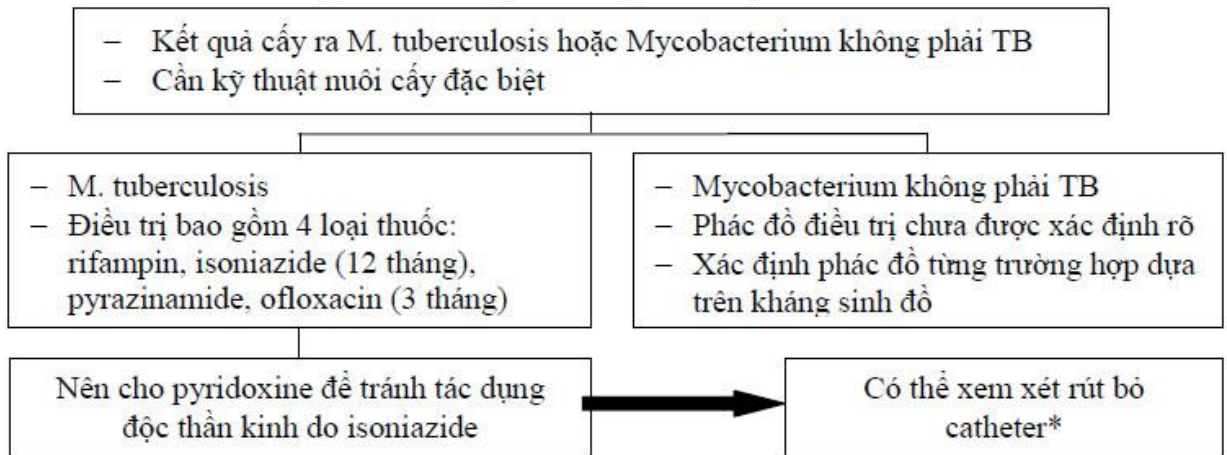 – Kết quả cấy ra M. tuberculosis hoặc Mycobacterium không phải TB
– Cần kỹ thuật nuôi cấy đặc biệt
– M. tuberculosis
– Điều trị bao gồm 4 loại thuốc:
rifampin, isoniazide (12 tháng),
pyrazinamide, ofloxacin (3 tháng)
– Mycobacterium không phải TB
– Phác đồ điều trị chưa được xác định rõ
– Xác định phác đồ từng trường hợp dựa
trên kháng sinh đồ
Nên cho pyridoxine để tránh tác dụng
độc thần kinh do isoniazide
Có thể xem xét rút bỏ
catheter*